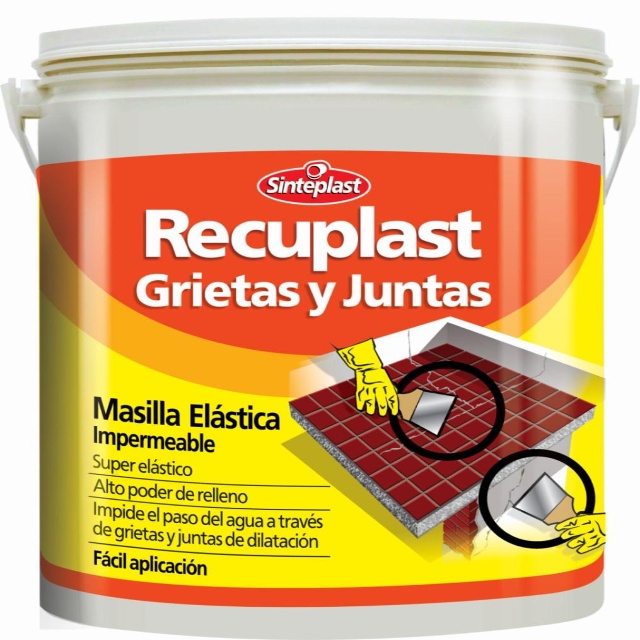 Sinteplast
Recuplast
Grietas y Juntas
Masilla Elástica
Impermeable
Super elástico
Alto poder de relleno
Impide el paso del agua a través
de grietas y juntas de dilatación
Fácil aplicación